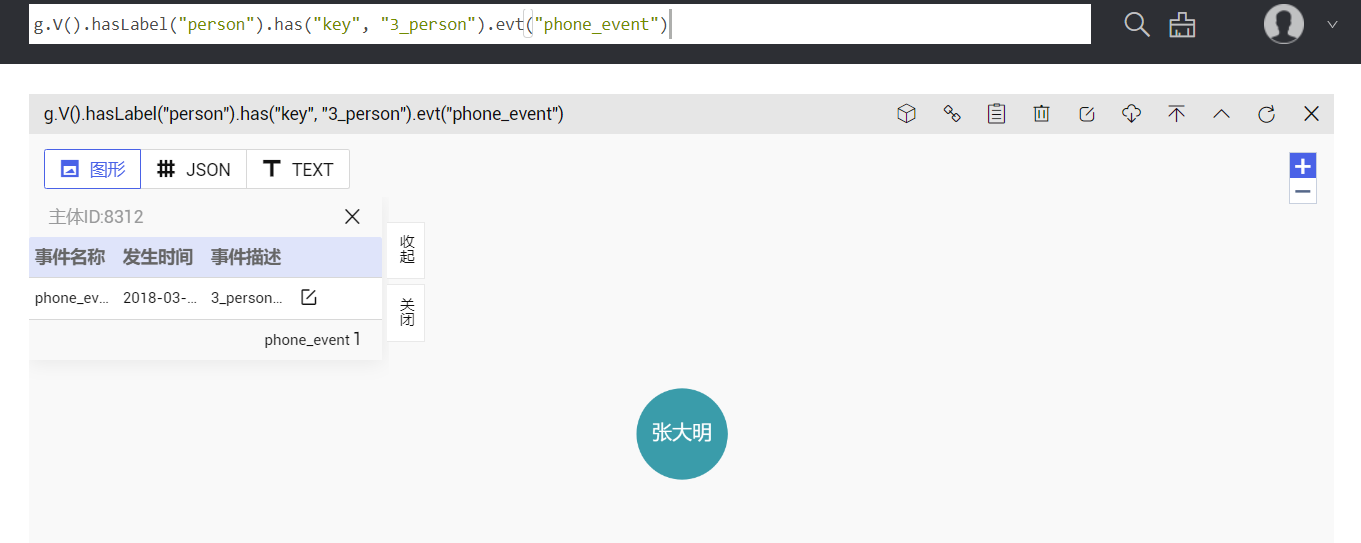 g.V().hasLabel("person").has("key", "3_person").evt("phone_event")
g.V().hasLabel("person").has("key", "3_person").evt("phone_event")
图形 JSON TEXT
主体ID:8312
事件名称 发生时间 事件描述
phone_ev... 2018-03-... 3_person...
phone_event 1
收起
关闭
张大明